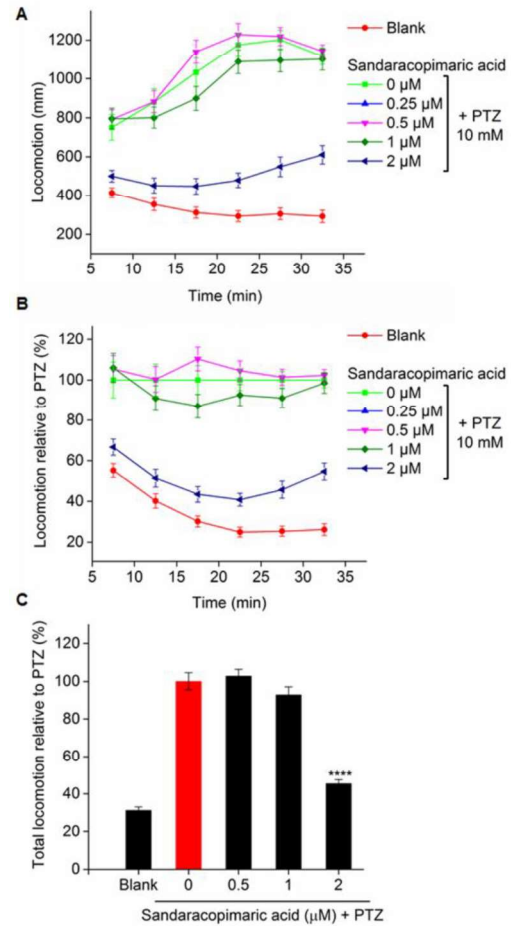 A
1200
1000
800
600
400
200
Locomotion (mm)
5 10 15 20 25 30 35
Time (min)
Blank
Sandaracopimaric acid
0 μM
0.25 μM
0.5 μM
1 μM
2 μM
+ PTZ
10 mM
B
120
100
80
60
40
20
Locomotion relative to PTZ (%)
5 10 15 20 25 30 35
Time (min)
Blank
Sandaracopimaric acid
0 μM
0.25 μM
0.5 μM
1 μM
2 μM
+ PTZ
10 mM
C
120
100
80
60
40
20
0
Total locomotion relative to PTZ (%)
****
Blank 0 0.5 1 2
Sandaracopimaric acid (μM) + PTZ